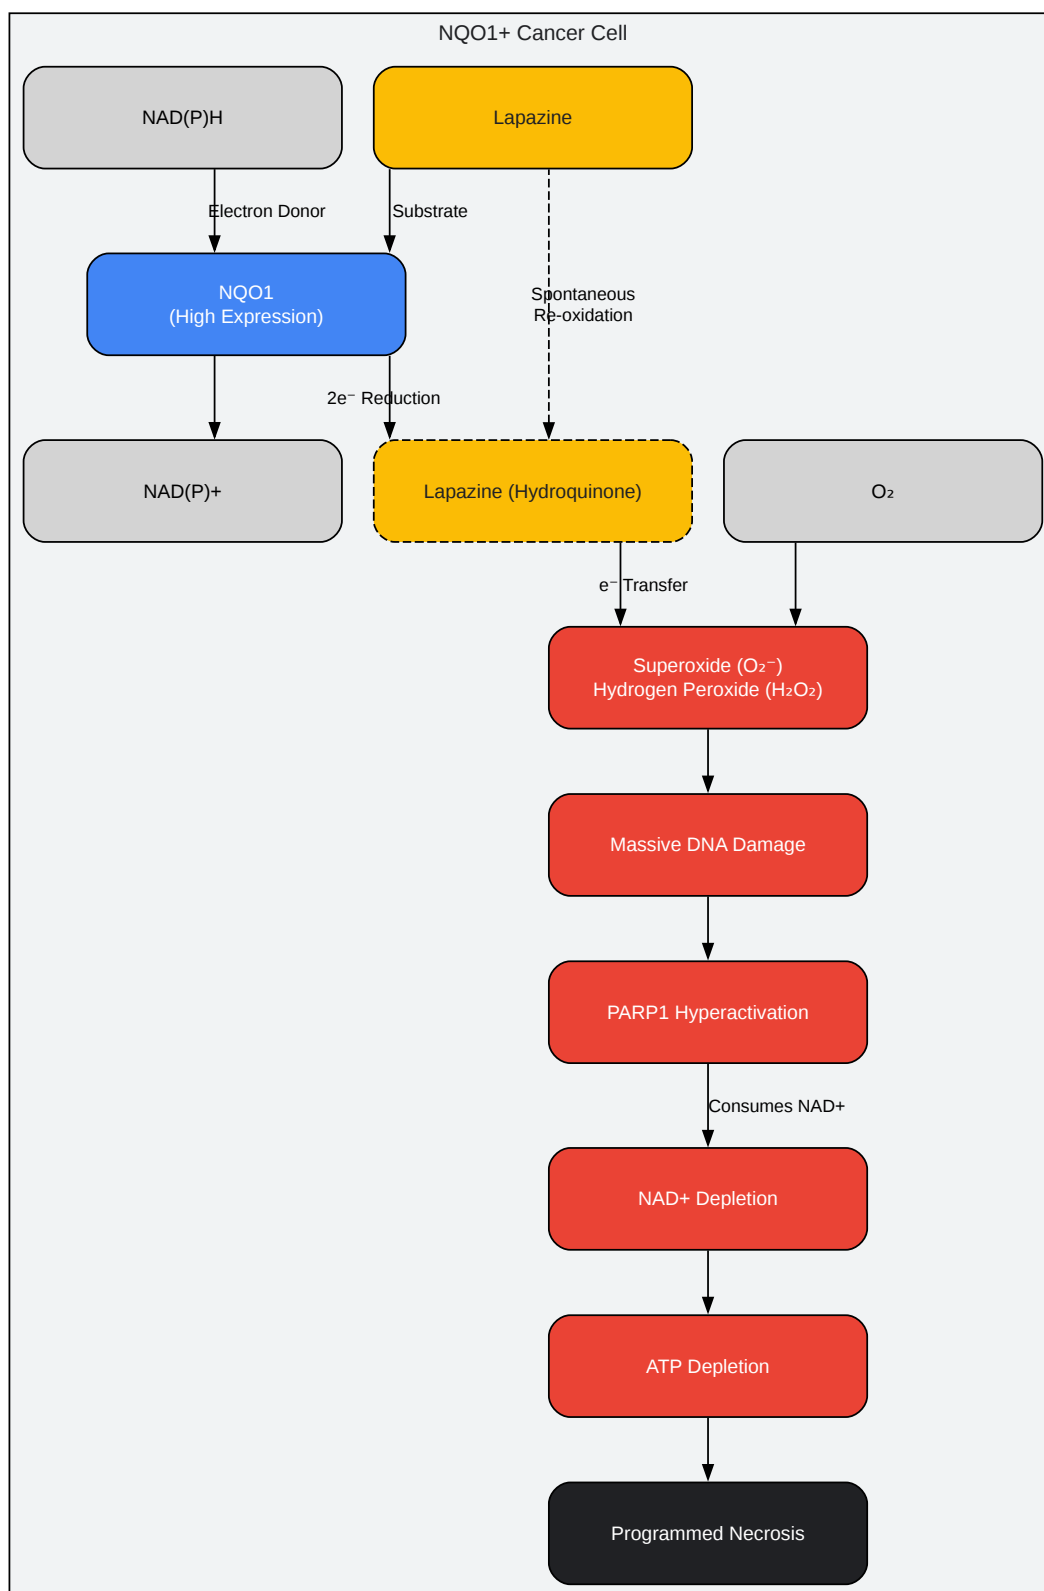 NQO1+ Cancer Cell
NAD(P)H
Lapazine
Electron Donor
Substrate
NQO1
(High Expression)
Spontaneous
Re-oxidation
2e⁻ Reduction
NAD(P)+
Lapazine (Hydroquinone)
O₂
e⁻ Transfer
Superoxide (O₂⁻)
Hydrogen Peroxide (H₂O₂)
Massive DNA Damage
PARP1 Hyperactivation
Consumes NAD+
NAD+ Depletion
ATP Depletion
Programmed Necrosis